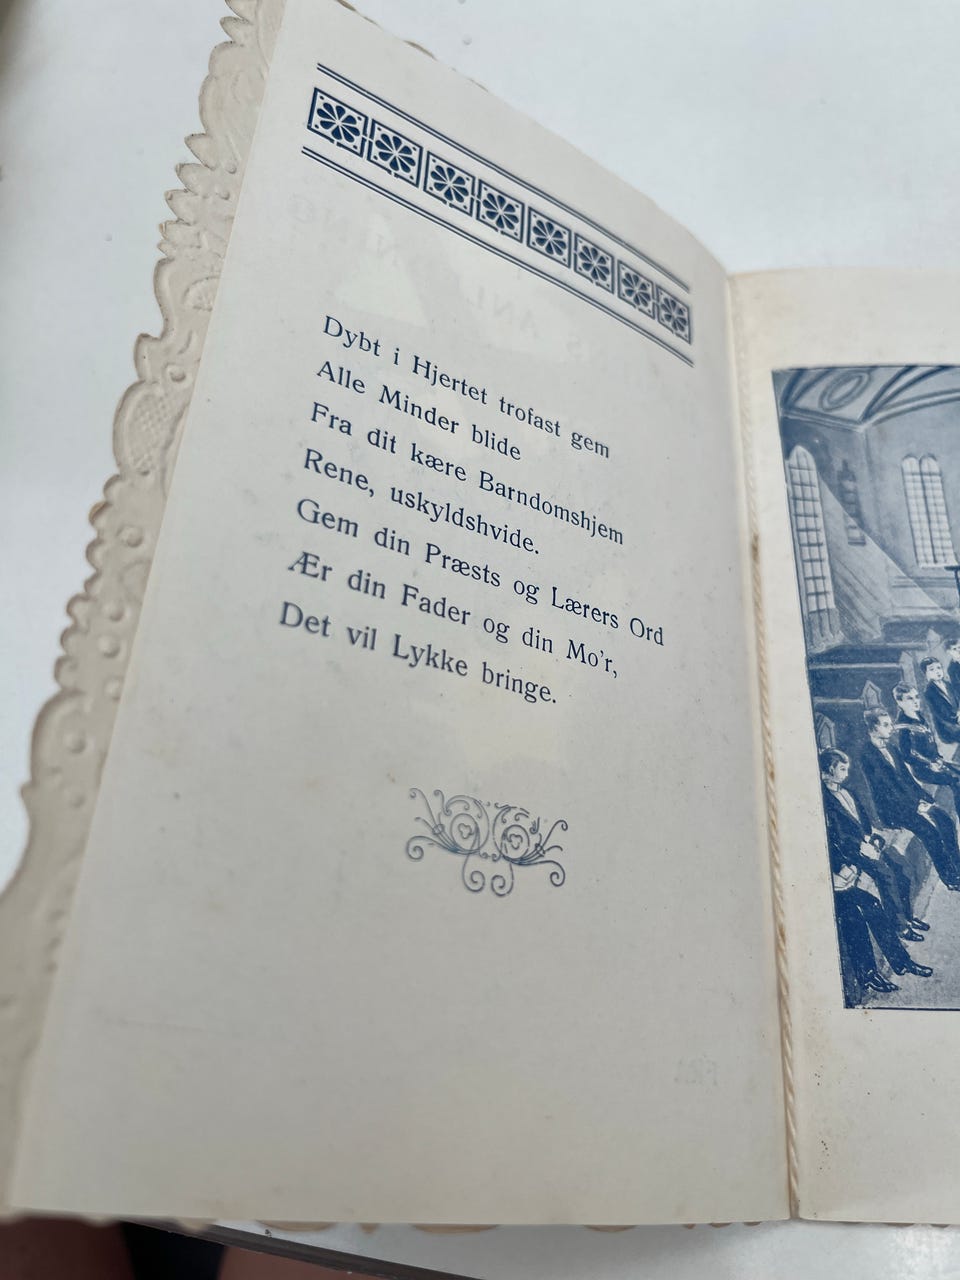 Dybt i Hjertet trofast gem
Alle Minder blide
Fra dit kære Barndomshjem
Rene, uskyldshvide.
Gem din Præsts og Lærers Ord
Ær din Fader og din Mo'r,
Det vil Lykke bringe.